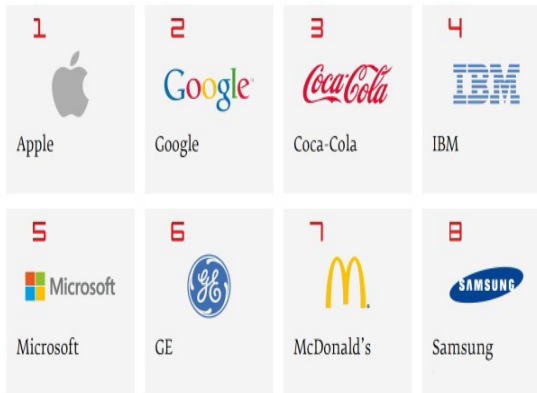 1
Google
Apple
2
Google
3
Coca-Cola
Coca-Cola
4
IBM
IBM
5
Microsoft
Microsoft
6
GE
GE
7
M
McDonald's
8
SAMSUNG
Samsung